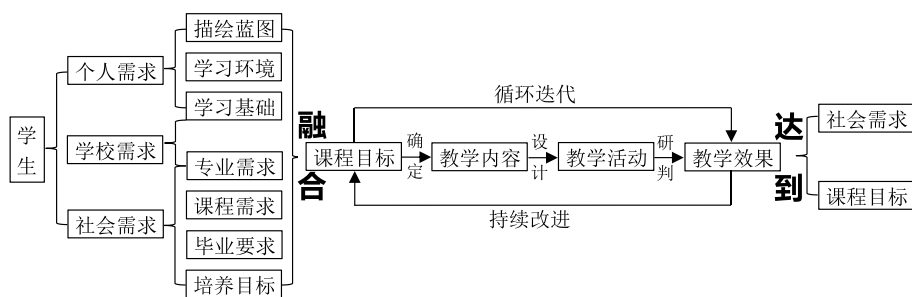 学生
个人需求
学校需求
社会需求
描绘蓝图
学习环境
学习基础
专业需求
课程需求
毕业要求
培养目标
融合
循环迭代
课程目标
确定
教学内容
设计
教学活动
研判
教学效果
持续改进
达到
社会需求
课程目标